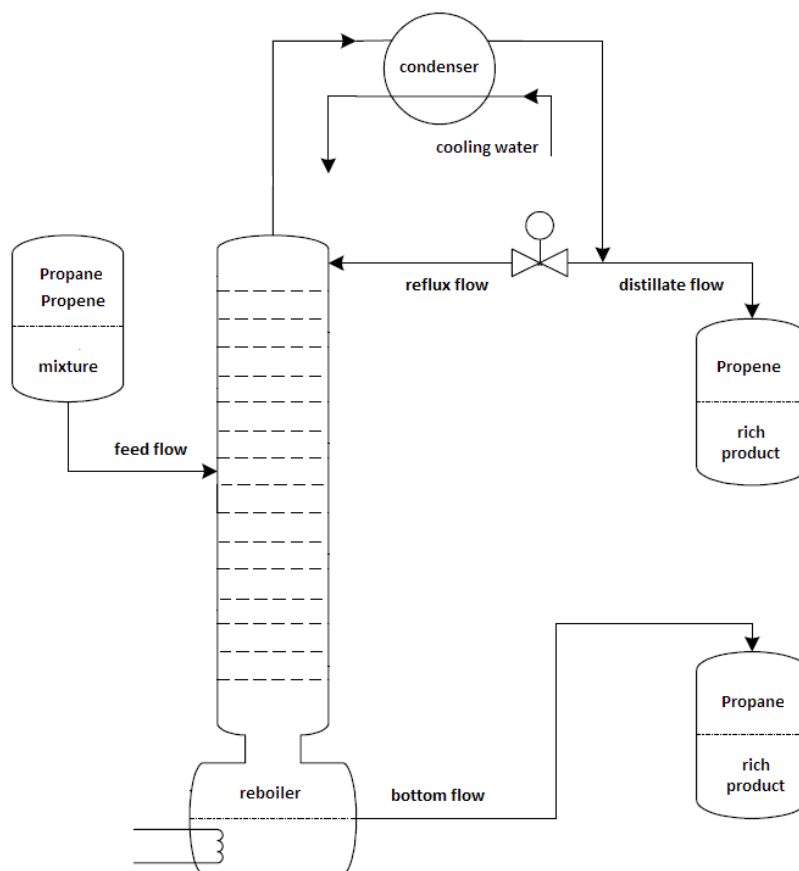 condenser
cooling water
Propane
Propene
mixture
reflux flow
distillate flow
Propene
rich
product
feed flow
Propane
rich
product
reboiler
bottom flow